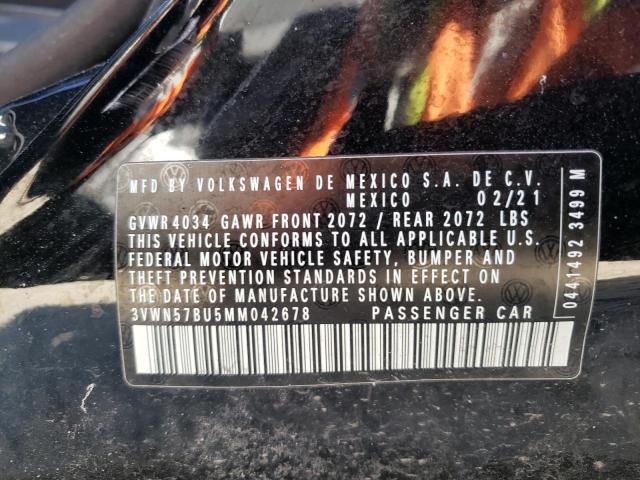 MFD BY VOLKSWAGEN DE MEXICO S.A. DE C.V.
MEXICO 02/21
GVWR 4034 GAWR FRONT 2072 / REAR 2072 LBS
THIS VEHICLE CONFORMS TO ALL APPLICABLE U.S.
FEDERAL MOTOR VEHICLE SAFETY, BUMPER AND
THEFT PREVENTION STANDARDS IN EFFECT ON
THE DATE OF MANUFACTURE SHOWN ABOVE.
3VWN57BU5MM042678 PASSENGER CAR
0441492 3499 M